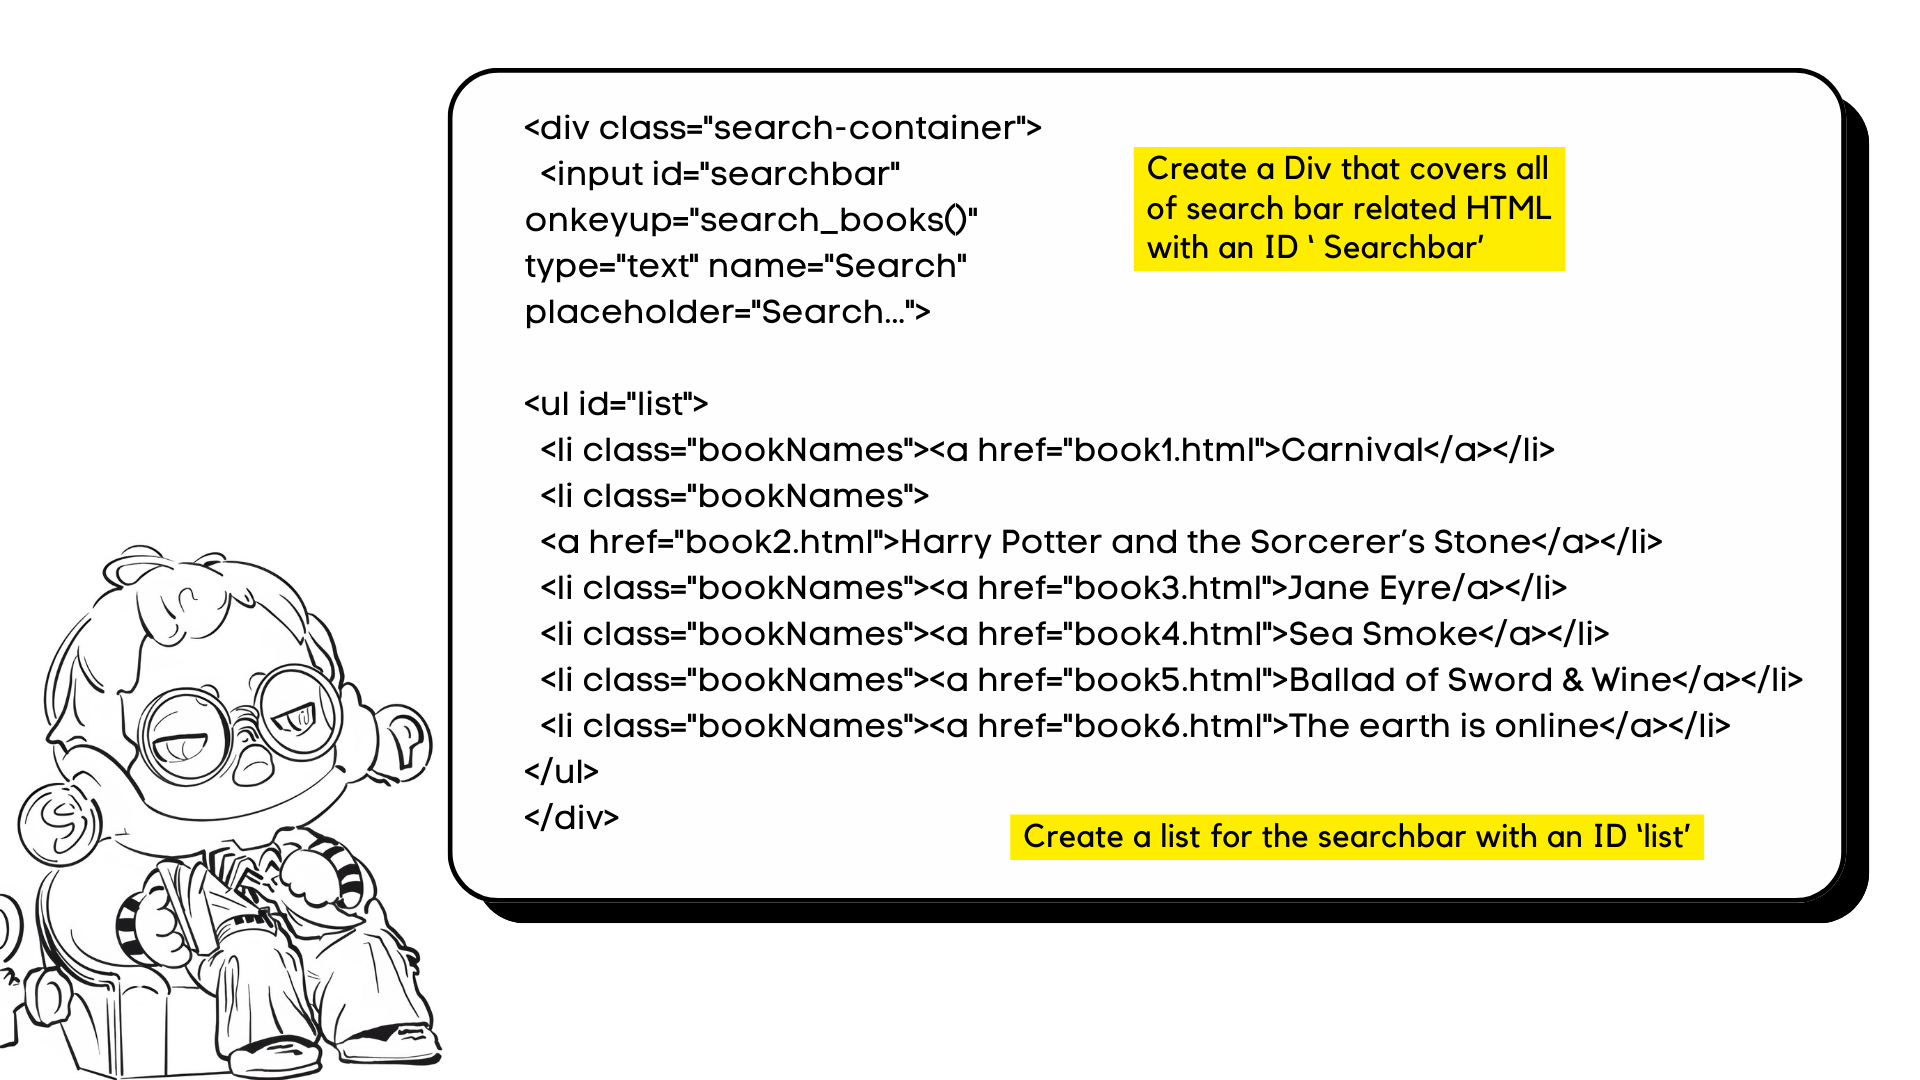 <div class="search-container">
<input id="searchbar"
onkeyup="search_books()"
type="text" name="Search"
placeholder="Search...">
Create a Div that covers all
of search bar related HTML
with an ID ‘ Searchbar’
<ul id="list">
<li class="bookNames"><a href="book1.html">Carnival</a></li>
<li class="bookNames">
<a href="book2.html">Harry Potter and the Sorcerer’s Stone</a></li>
<li class="bookNames"><a href="book3.html">Jane Eyre/a></li>
<li class="bookNames"><a href="book4.html">Sea Smoke</a></li>
<li class="bookNames"><a href="book5.html">Ballad of Sword & Wine</a></li>
<li class="bookNames"><a href="book6.html">The earth is online</a></li>
</ul>
</div>
Create a list for the searchbar with an ID ‘list’
S
P